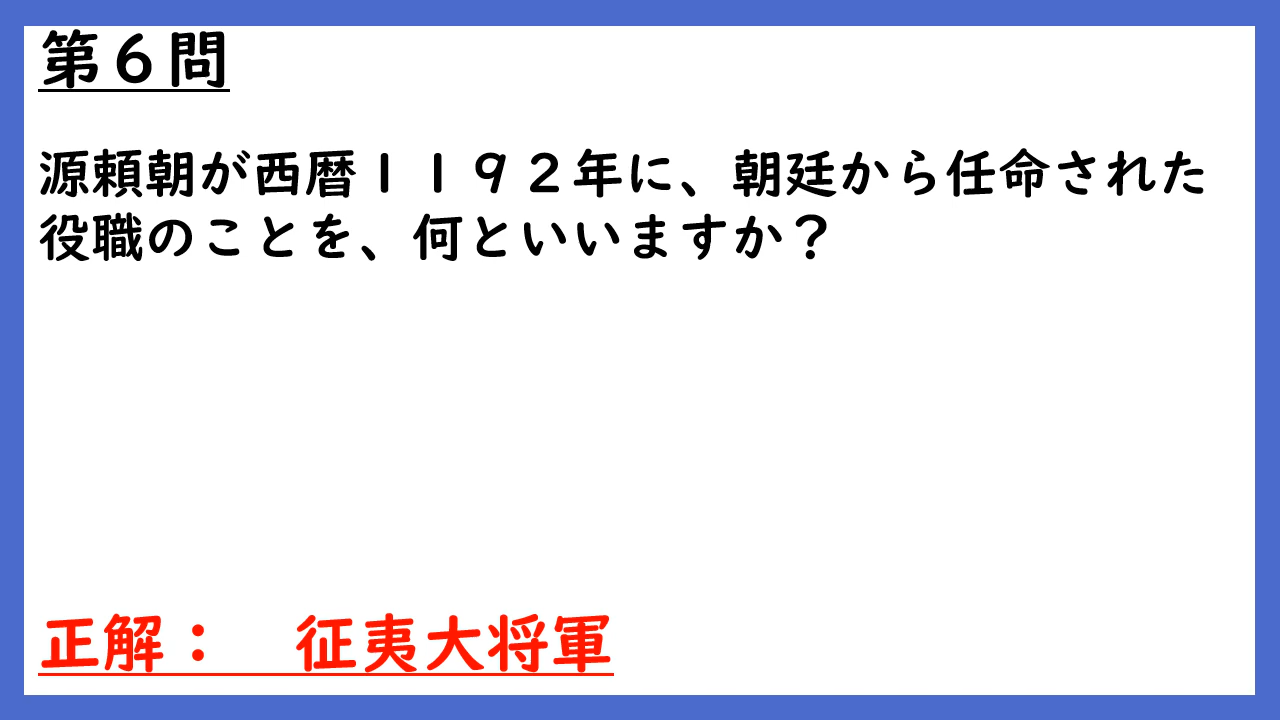 第６問
源頼朝が西暦１１９２年に、朝廷から任命された
役職のことを、何といいますか？
正解：　征夷大将軍